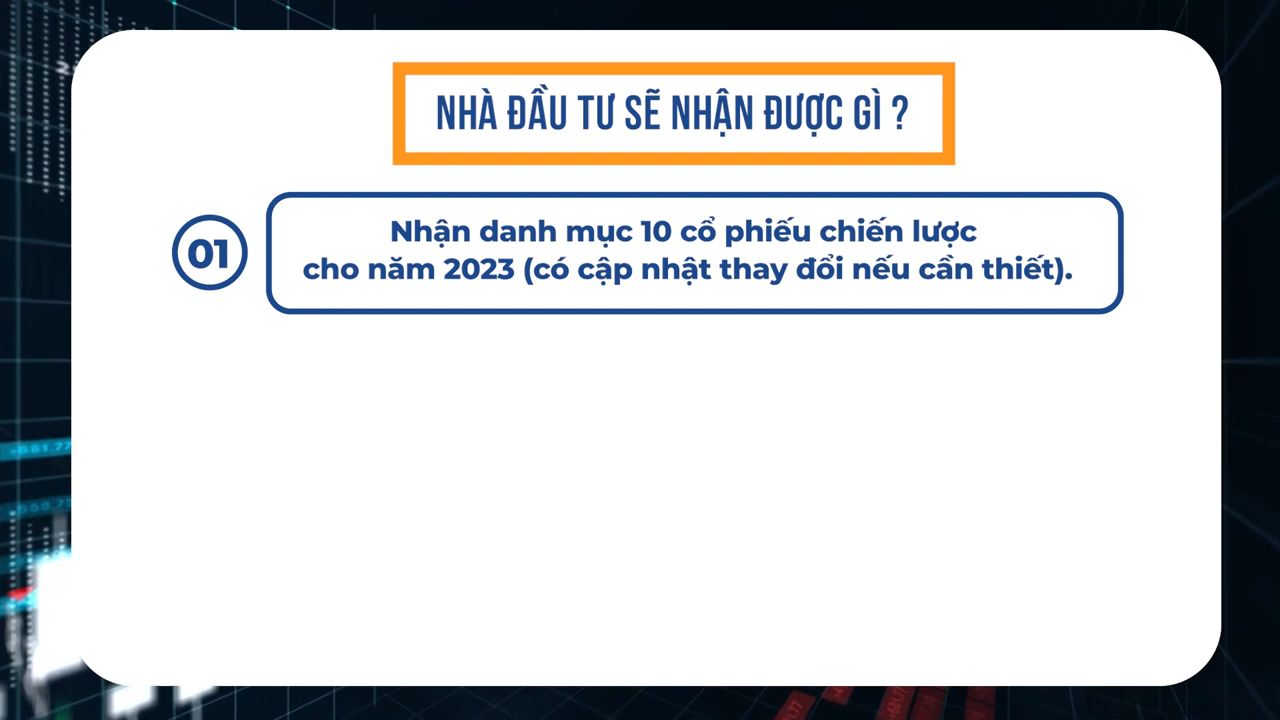 NHÀ ĐẦU TƯ SẼ NHẬN ĐƯỢC GÌ ?
01
Nhận danh mục 10 cổ phiếu chiến lược
cho năm 2023 (có cập nhật thay đổi nếu cần thiết).